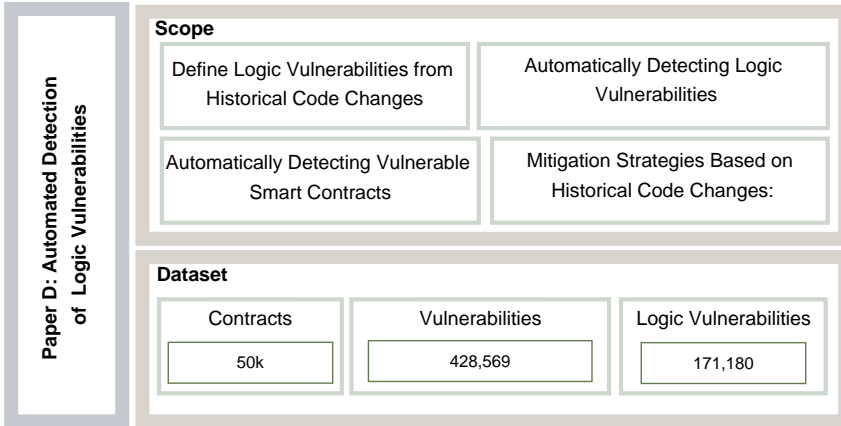 Paper D: Automated Detection
of Logic Vulnerabilities
Scope
Define Logic Vulnerabilities from
Historical Code Changes
Automatically Detecting Logic
Vulnerabilities
Automatically Detecting Vulnerable
Smart Contracts
Mitigation Strategies Based on
Historical Code Changes:
Dataset
Contracts
50k
Vulnerabilities
428,569
Logic Vulnerabilities
171,180